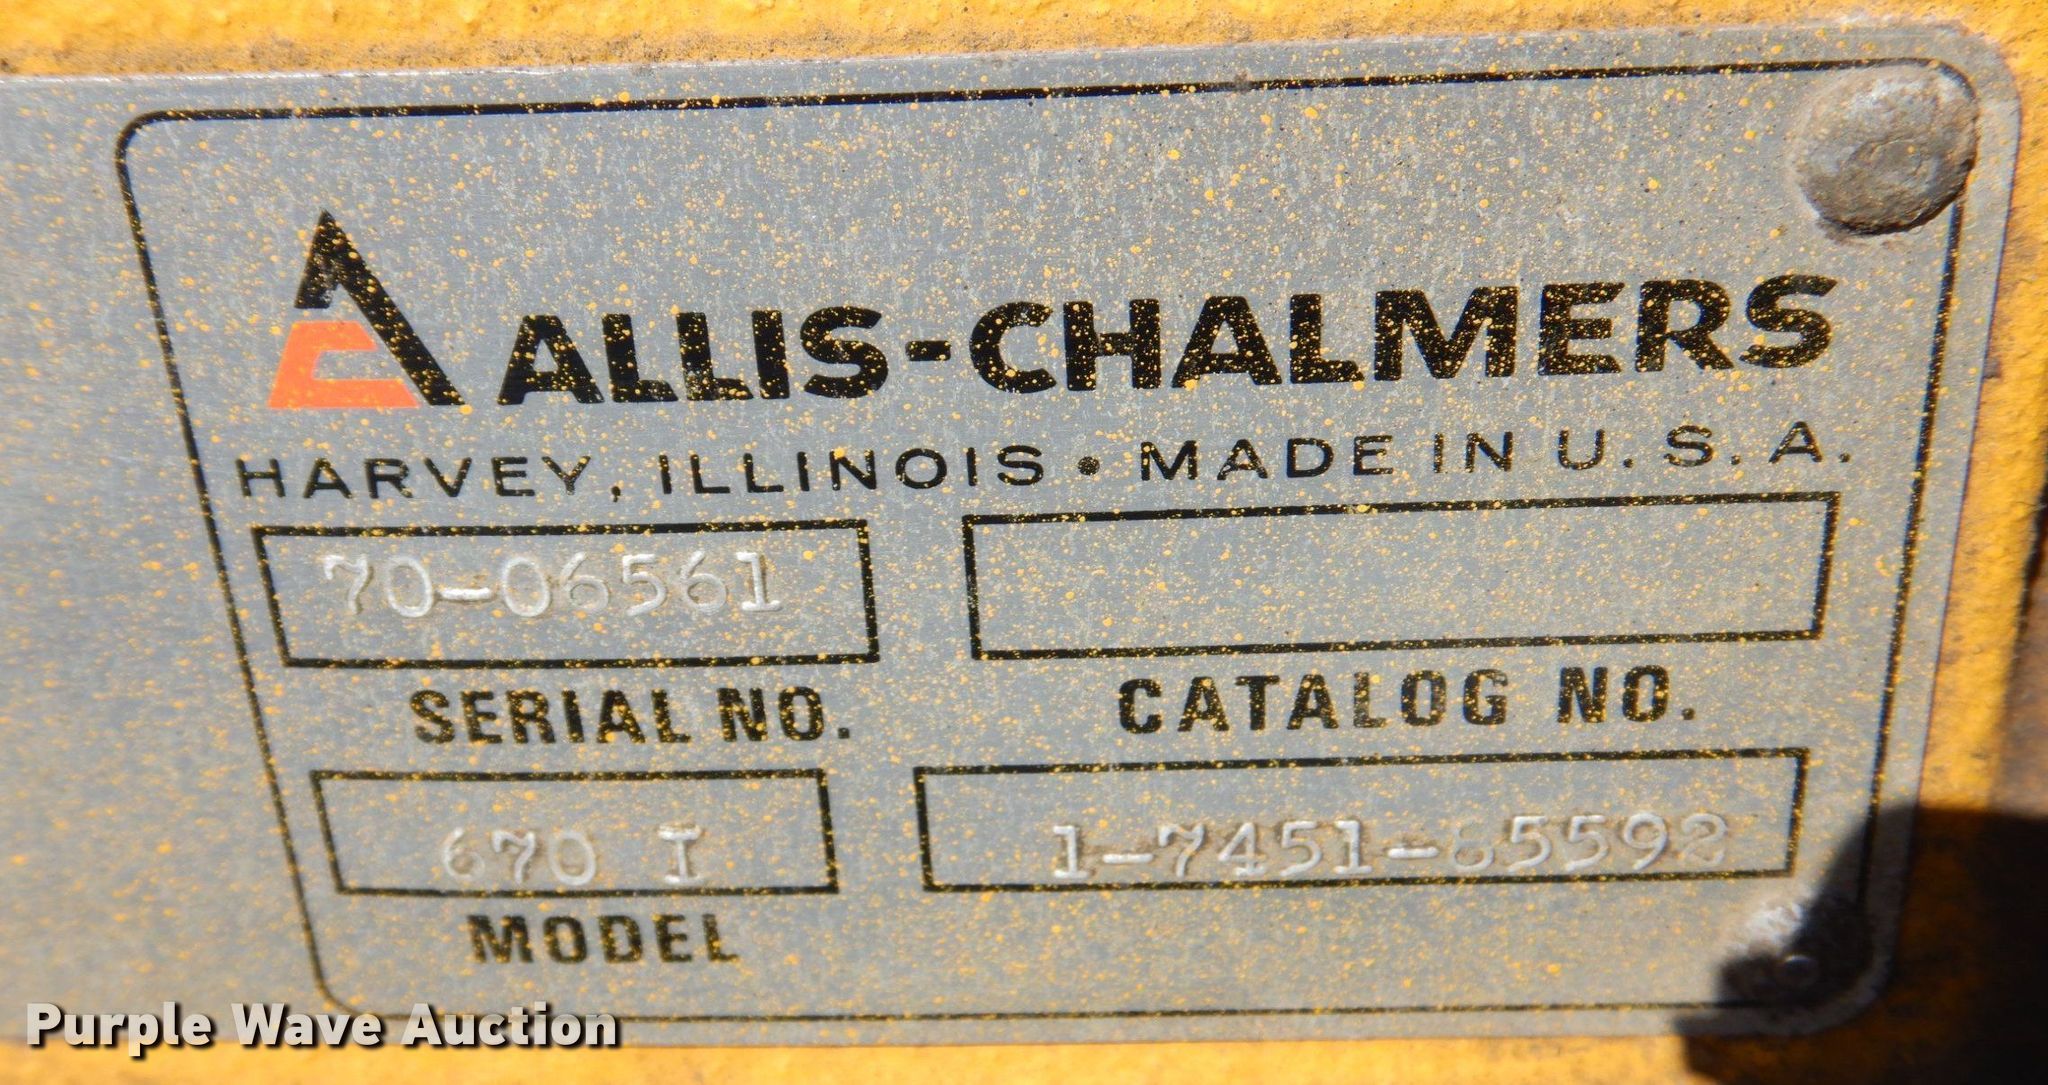 ALLIS-CHALMERS
HARVEY, ILLINOIS • MADE IN U.S.A.
70-06561
SERIAL NO.
CATALOG NO.
670 I
1-7451-65592
MODEL
Purple Wave Auction